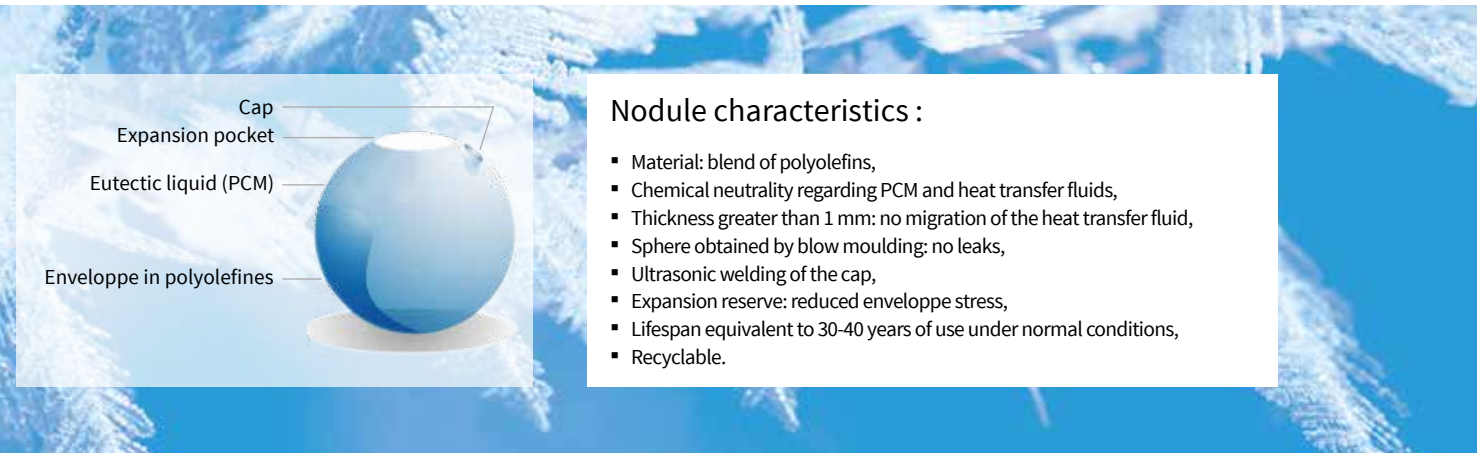 Cap
Expansion pocket
Eutectic liquid (PCM)
Enveloppe in polyolefines
Nodule characteristics :
▪ Material: blend of polyolefins,
▪ Chemical neutrality regarding PCM and heat transfer fluids,
▪ Thickness greater than 1 mm: no migration of the heat transfer fluid,
▪ Sphere obtained by blow moulding: no leaks,
▪ Ultrasonic welding of the cap,
▪ Expansion reserve: reduced enveloppe stress,
▪ Lifespan equivalent to 30-40 years of use under normal conditions,
▪ Recyclable.